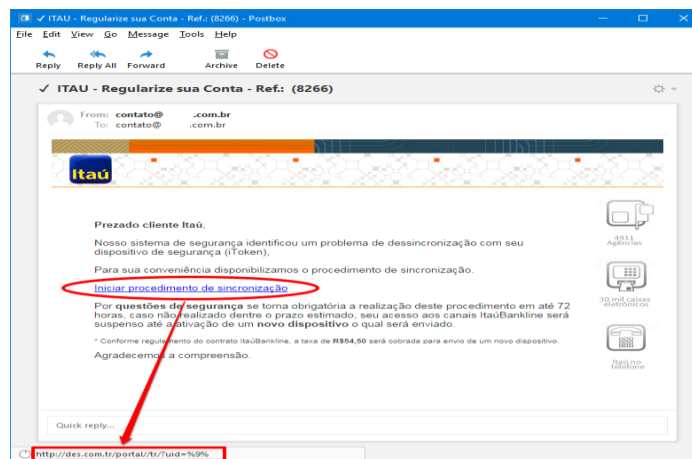 ✓ ITAU - Regularize sua Conta - Ref.: (8266) - Postbox
File Edit View Go Message Tools Help
Reply Reply All Forward Archive Delete
✓ ITAU - Regularize sua Conta - Ref.: (8266)
From: contato@ .com.br
To: contato@ .com.br
Itaú
Prezado cliente Itaú,
Nosso sistema de segurança identificou um problema de dessincronização com seu
dispositivo de segurança (iToken),
Para sua conveniência disponibilizamos o procedimento de sincronização.
Iniciar procedimento de sincronização
Por questões de segurança se torna obrigatória a realização deste procedimento em até 72
horas, caso não realizado dentre o prazo estimado, seu acesso aos canais ItaúBankline será
suspenso até a ativação de um novo dispositivo o qual será enviado.
* Conforme regulamento do contrato ItaúBankline, a taxa de R$54,50 será cobrada para envio de um novo dispositivo.
Agradecemos a compreensão.
4911
Agências
30 mil caixas
eletrônicos
Itaú no
telefone
Quick reply...
http://des.com.tr/portal//tr/?uid=%9%